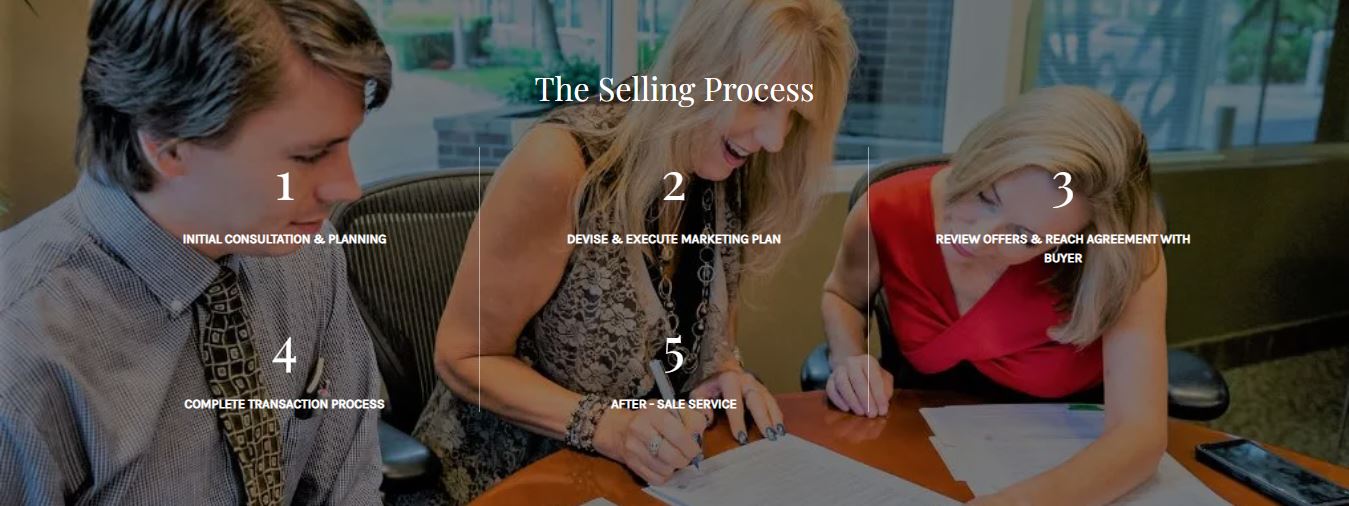 The Selling Process
1
INITIAL CONSULTATION & PLANNING
2
DEVISE & EXECUTE MARKETING PLAN
3
REVIEW OFFERS & REACH AGREEMENT WITH
BUYER
4
COMPLETE TRANSACTION PROCESS
5
AFTER - SALE SERVICE